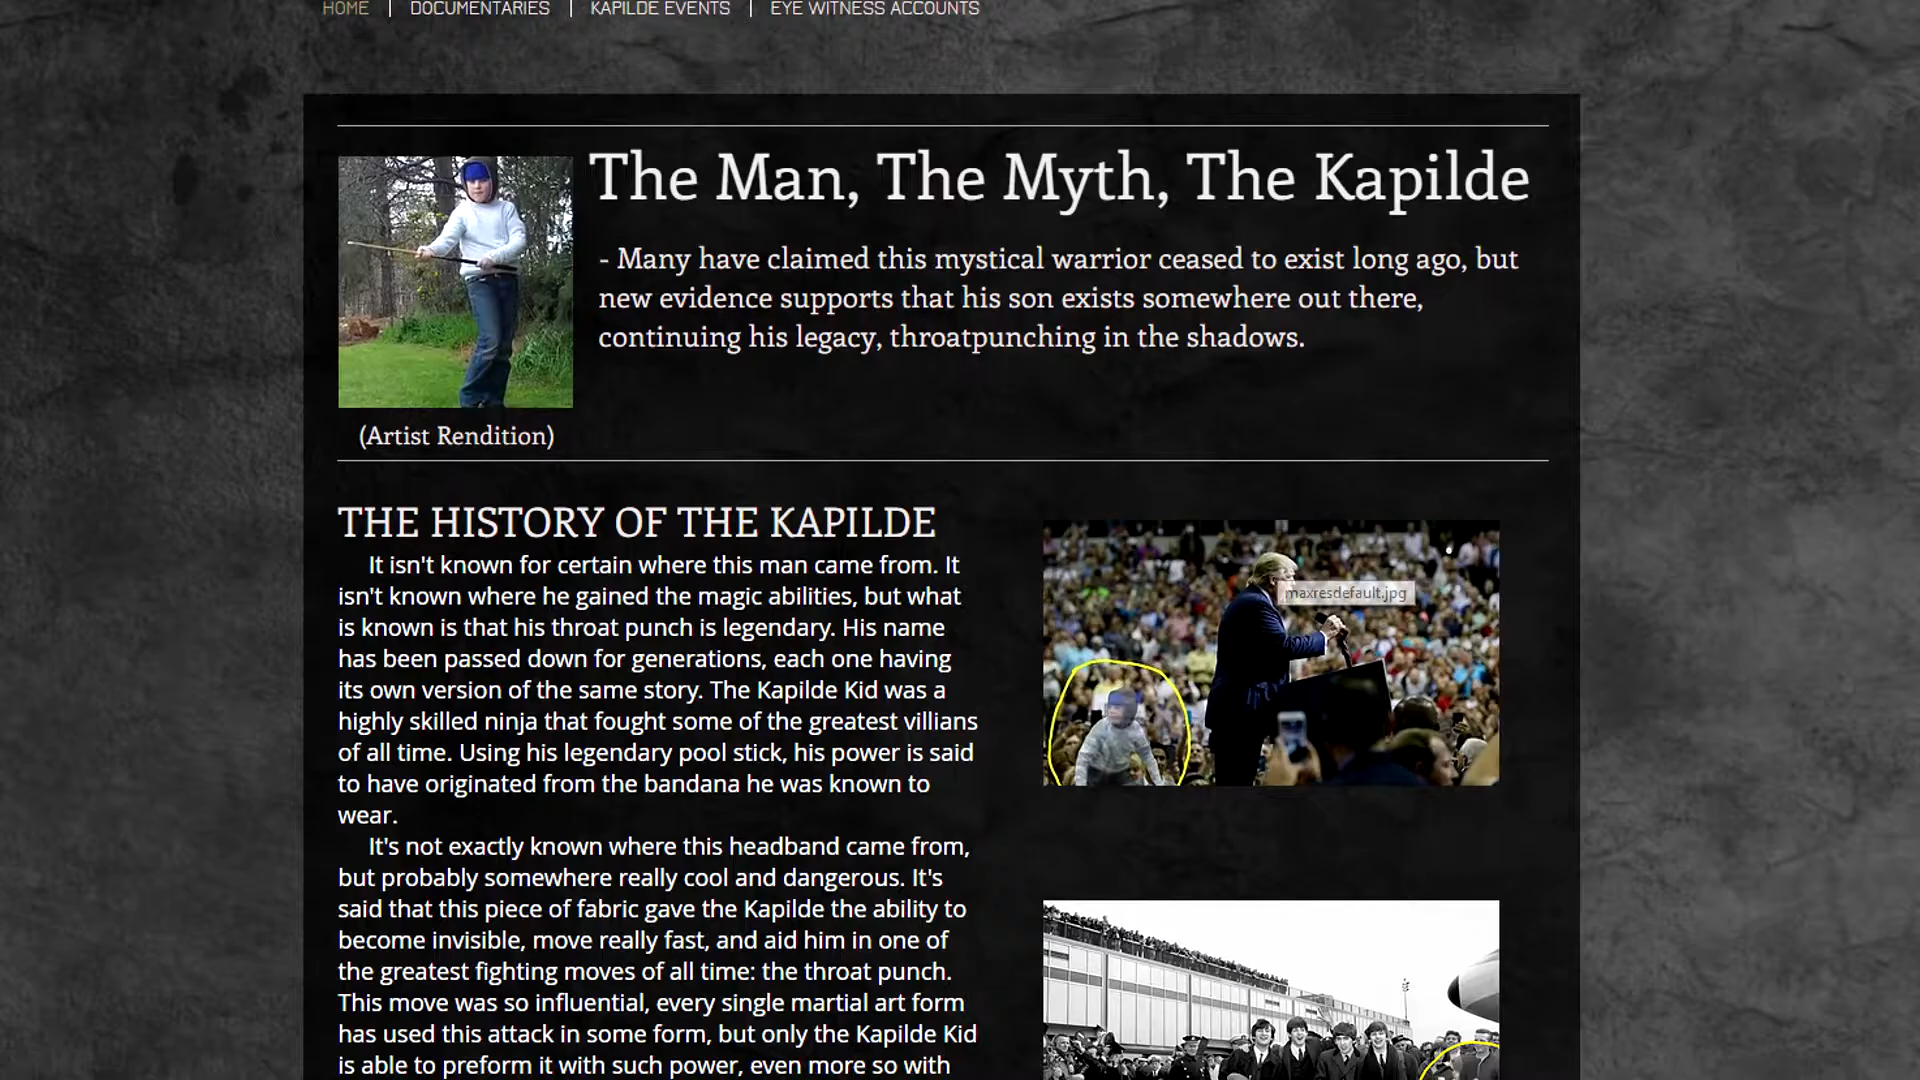 HOME | DOCUMENTARIES | KAPILDE EVENTS | EYE WITNESS ACCOUNTS
The Man, The Myth, The Kapilde
- Many have claimed this mystical warrior ceased to exist long ago, but
new evidence supports that his son exists somewhere out there,
continuing his legacy, throatpunching in the shadows.
(Artist Rendition)
THE HISTORY OF THE KAPILDE
It isn't known for certain where this man came from. It
isn't known where he gained the magic abilities, but what
is known is that his throat punch is legendary. His name
has been passed down for generations, each one having
its own version of the same story. The Kapilde Kid was a
highly skilled ninja that fought some of the greatest villians
of all time. Using his legendary pool stick, his power is said
to have originated from the bandana he was known to
wear.
It's not exactly known where this headband came from,
but probably somewhere really cool and dangerous. It's
said that this piece of fabric gave the Kapilde the ability to
become invisible, move really fast, and aid him in one of
the greatest fighting moves of all time: the throat punch.
This move was so influential, every single martial art form
has used this attack in some form, but only the Kapilde Kid
is able to preform it with such power, even more so with
maxresdefault.jpg